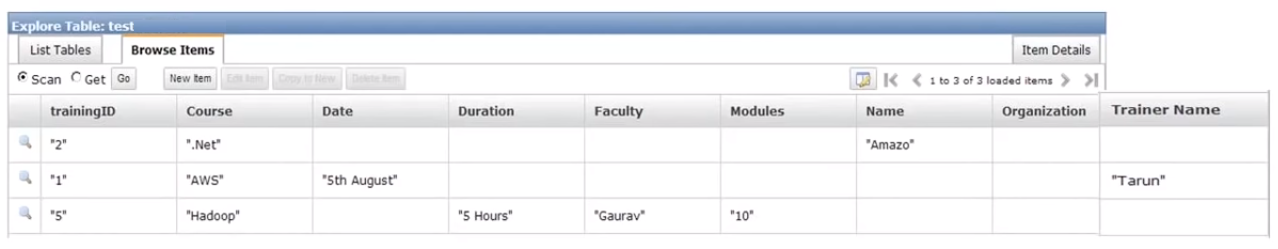 Explore Table: test
List Tables Browse Items Item Details
Scan Get Go New Item Edit Item Copy to New Delete Item 1 to 3 of 3 loaded items
trainingID Course Date Duration Faculty Modules Name Organization Trainer Name
"2" ".Net" "Amazo"
"1" "AWS" "5th August" "Tarun"
"5" "Hadoop" "5 Hours" "Gaurav" "10"